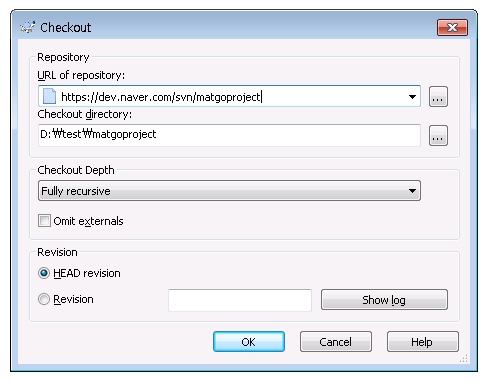 Checkout
Repository
URL of repository:
https://dev.naver.com/svn/matgoproject
...
Checkout directory:
D:₩test₩matgoproject
...
Checkout Depth
Fully recursive
Omit externals
Revision
HEAD revision
Revision
Show log
OK Cancel Help